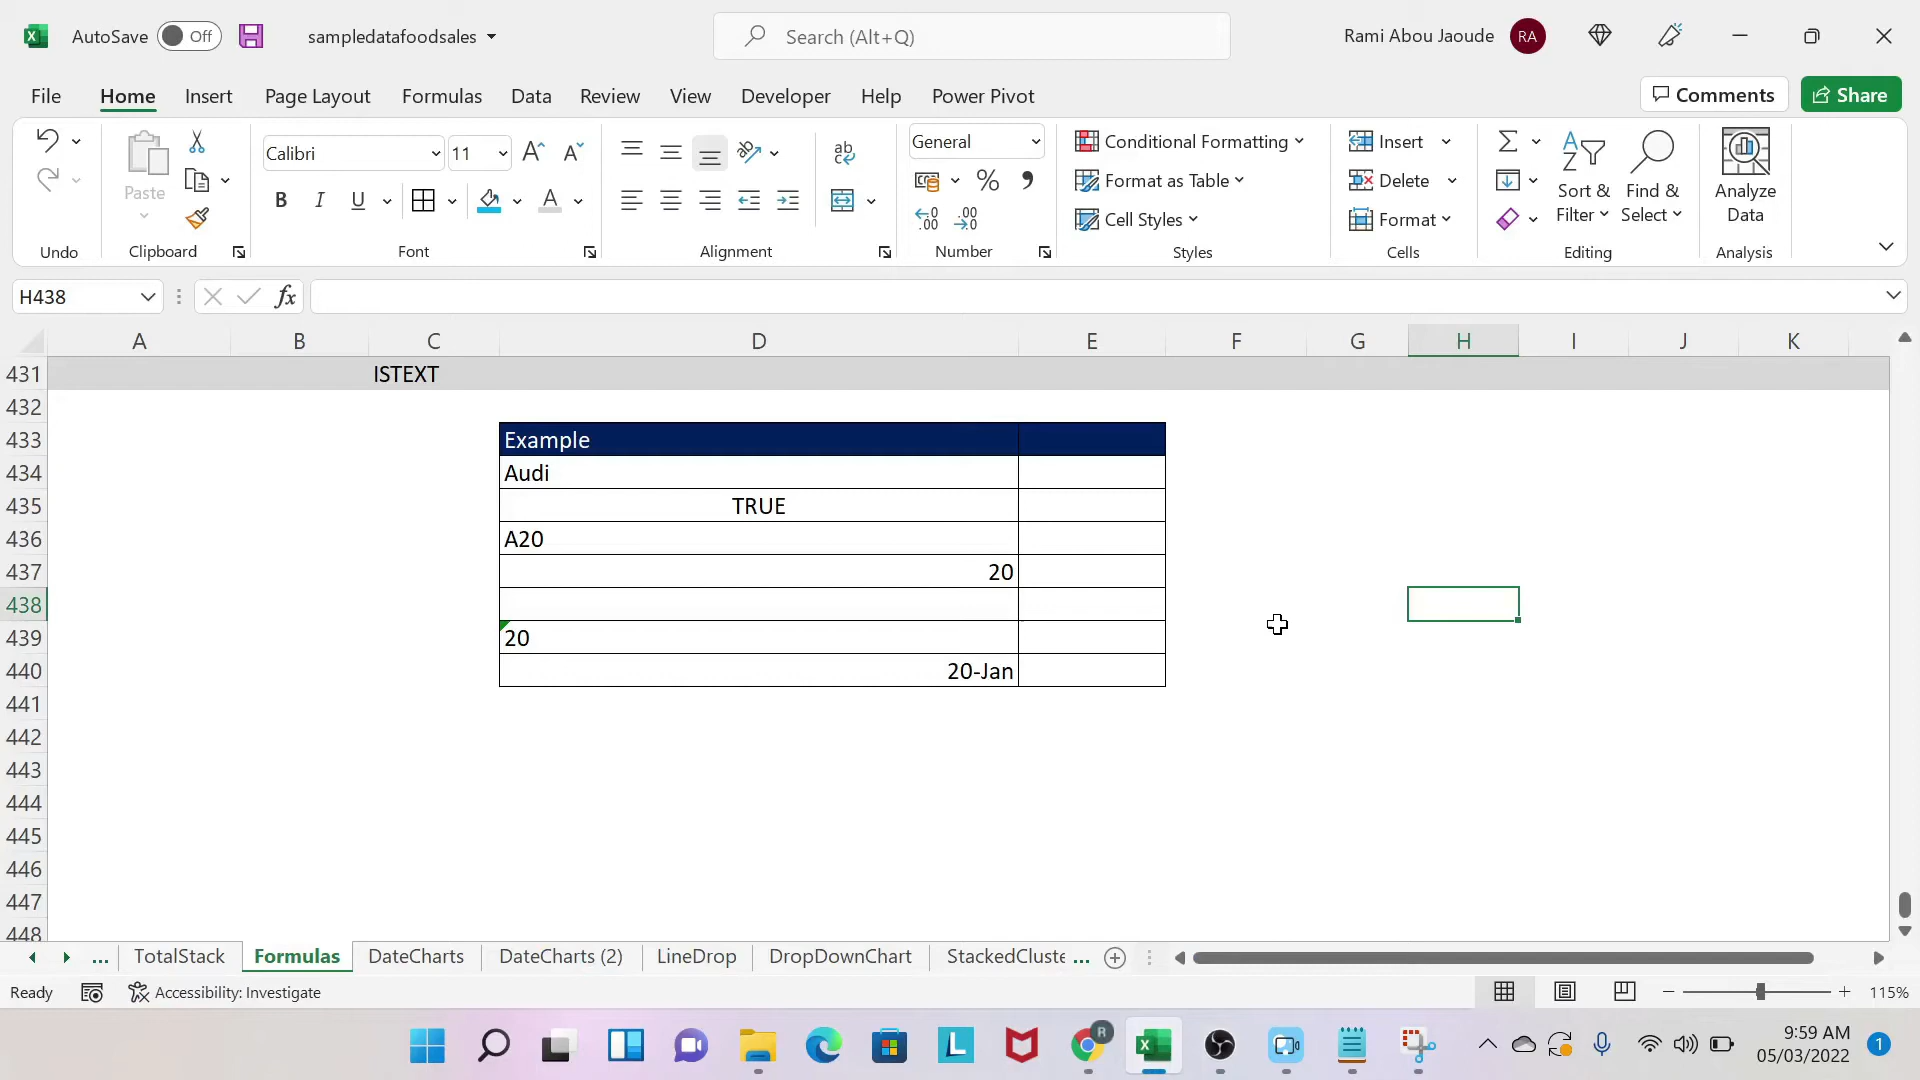 AutoSave Off sampledatafoodsales Search (Alt+Q) Rami Abou Jaoude RA
File Home Insert Page Layout Formulas Data Review View Developer Help Power Pivot Comments Share
Calibri 11 General Conditional Formatting Insert
Paste Format as Table Delete Sort & Find & Analyze
B I U A Cell Styles Format Filter Select Data
Undo Clipboard Font Alignment Number Styles Cells Editing Analysis
H438 fx
A B C D E F G H I J K
431 ISTEXT
432
433 Example
434 Audi
435 TRUE
436 A20
437 20
438
439 20
440 20-Jan
441
442
443
444
445
446
447
448
... TotalStack Formulas DateCharts DateCharts (2) LineDrop DropDownChart StackedCluste ...
Ready Accessibility: Investigate 115%
9:59 AM
05/03/2022 1